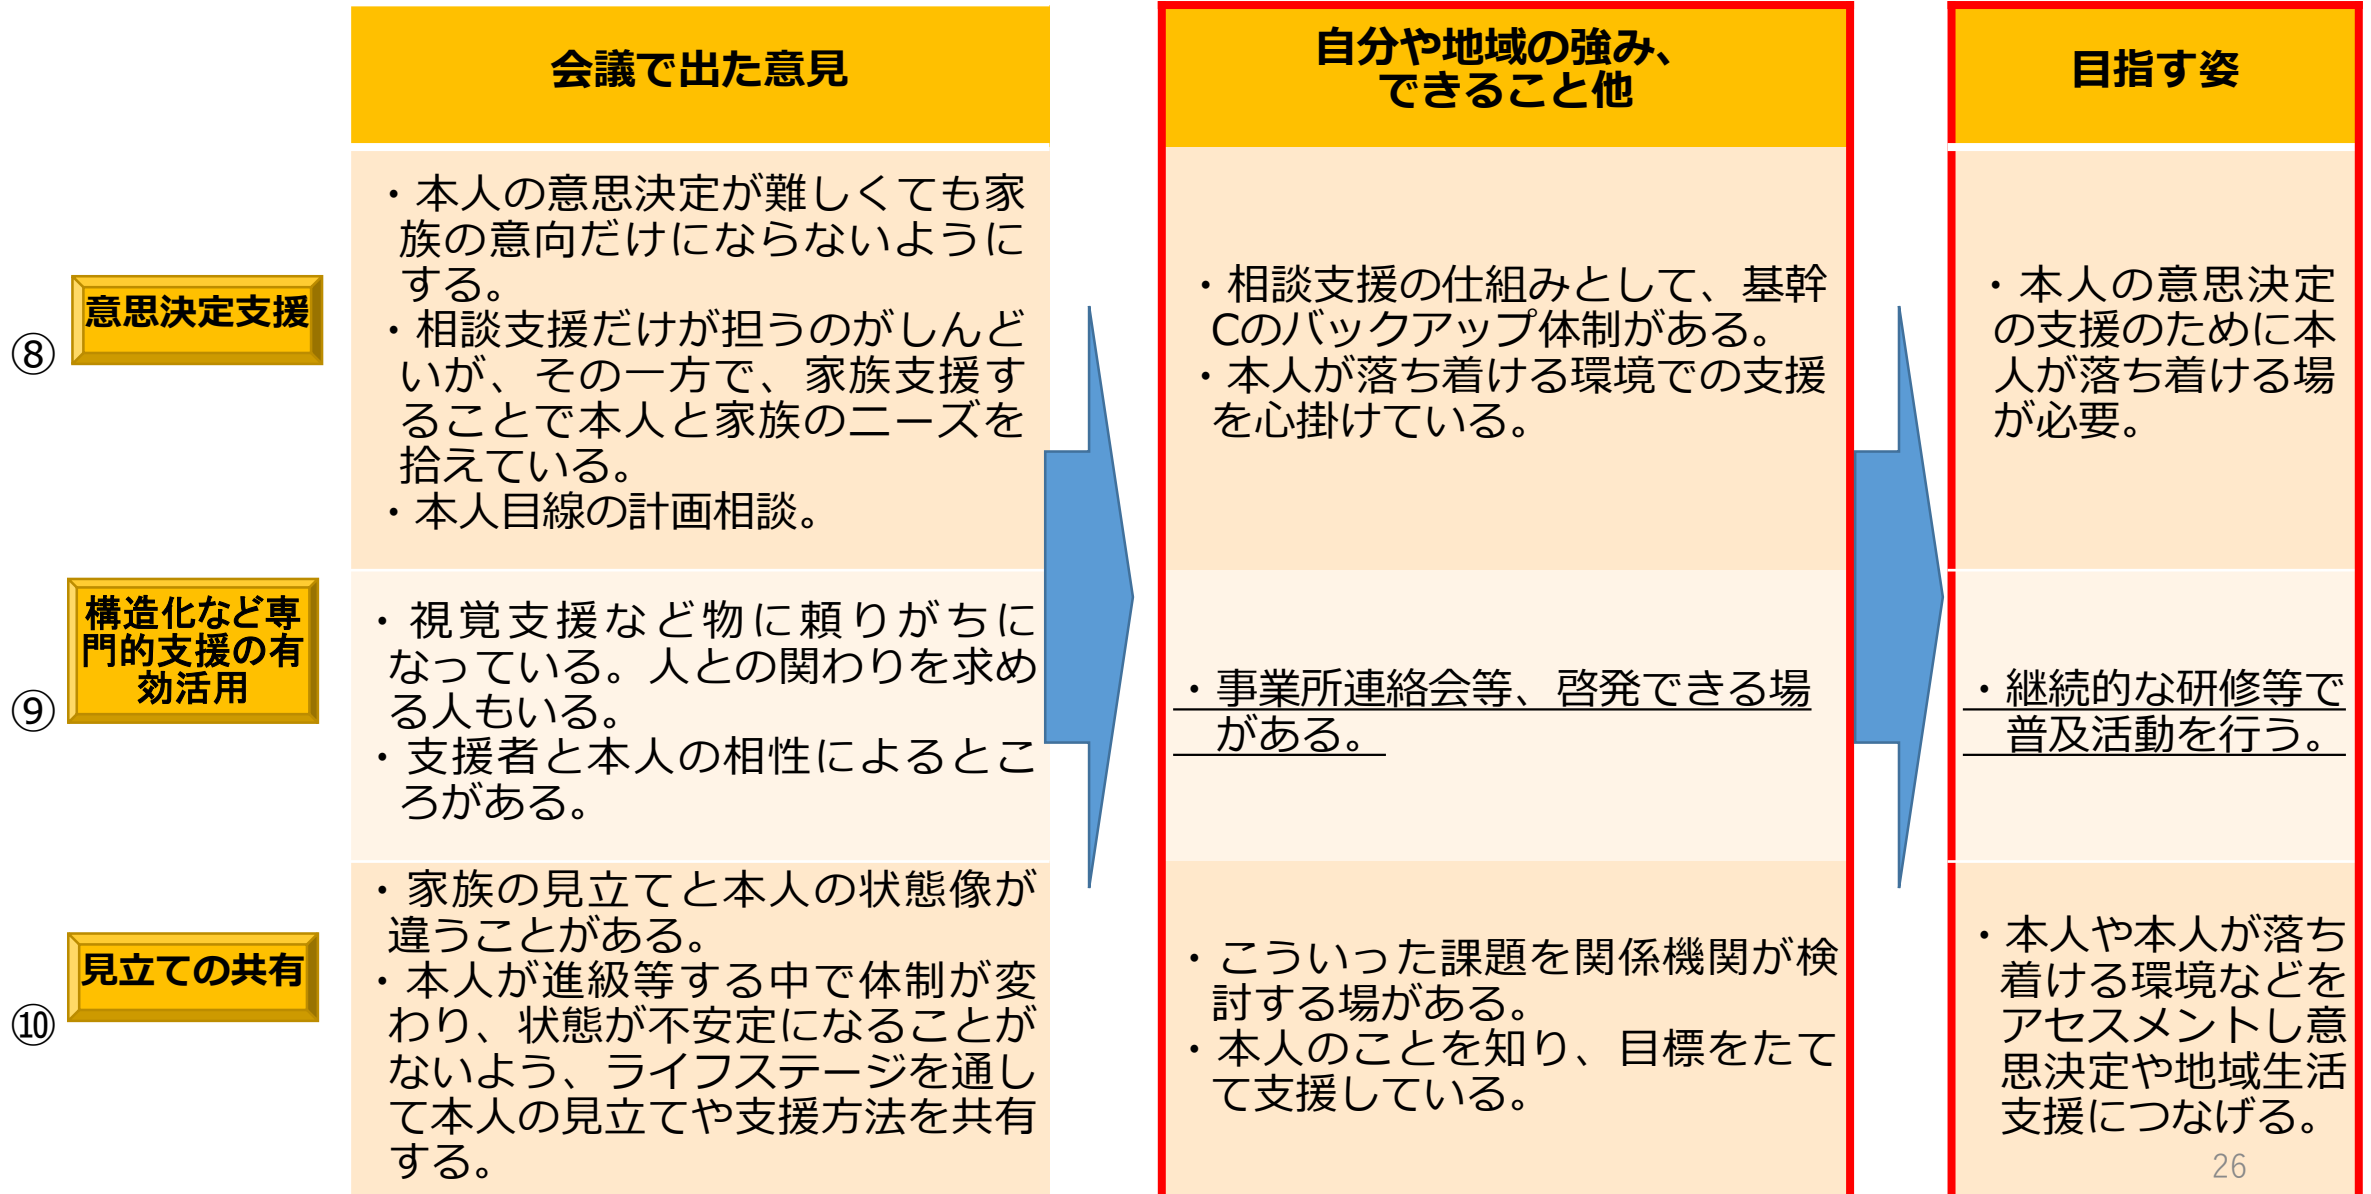 会議で出た意見
自分や地域の強み、
できること他
目指す姿
⑧
意思決定支援
・本人の意思決定が難しくても家
族の意向だけにならないように
する。
・相談支援だけが担うのがしんど
いが、その一方で、家族支援す
ることで本人と家族のニーズを
拾えている。
・本人目線の計画相談。
・相談支援の仕組みとして、基幹
Cのバックアップ体制がある。
・本人が落ち着ける環境での支援
を心掛けている。
・本人の意思決定
の支援のために本
人が落ち着ける場
が必要。
⑨
構造化など専
門的支援の有
効活用
・視覚支援など物に頼りがちに
なっている。人との関わりを求め
る人もいる。
・支援者と本人の相性によるとこ
ろがある。
・事業所連絡会等、啓発できる場
がある。
・継続的な研修等で
普及活動を行う。
⑩
見立ての共有
・家族の見立てと本人の状態像が
違うことがある。
・本人が進級等する中で体制が変
わり、状態が不安定になることが
ないよう、ライフステージを通し
て本人の見立てや支援方法を共有
する。
・こういった課題を関係機関が検
討する場がある。
・本人のことを知り、目標をたて
て支援している。
・本人や本人が落ち
着ける環境などを
アセスメントし意
思決定や地域生活
支援につなげる。
26